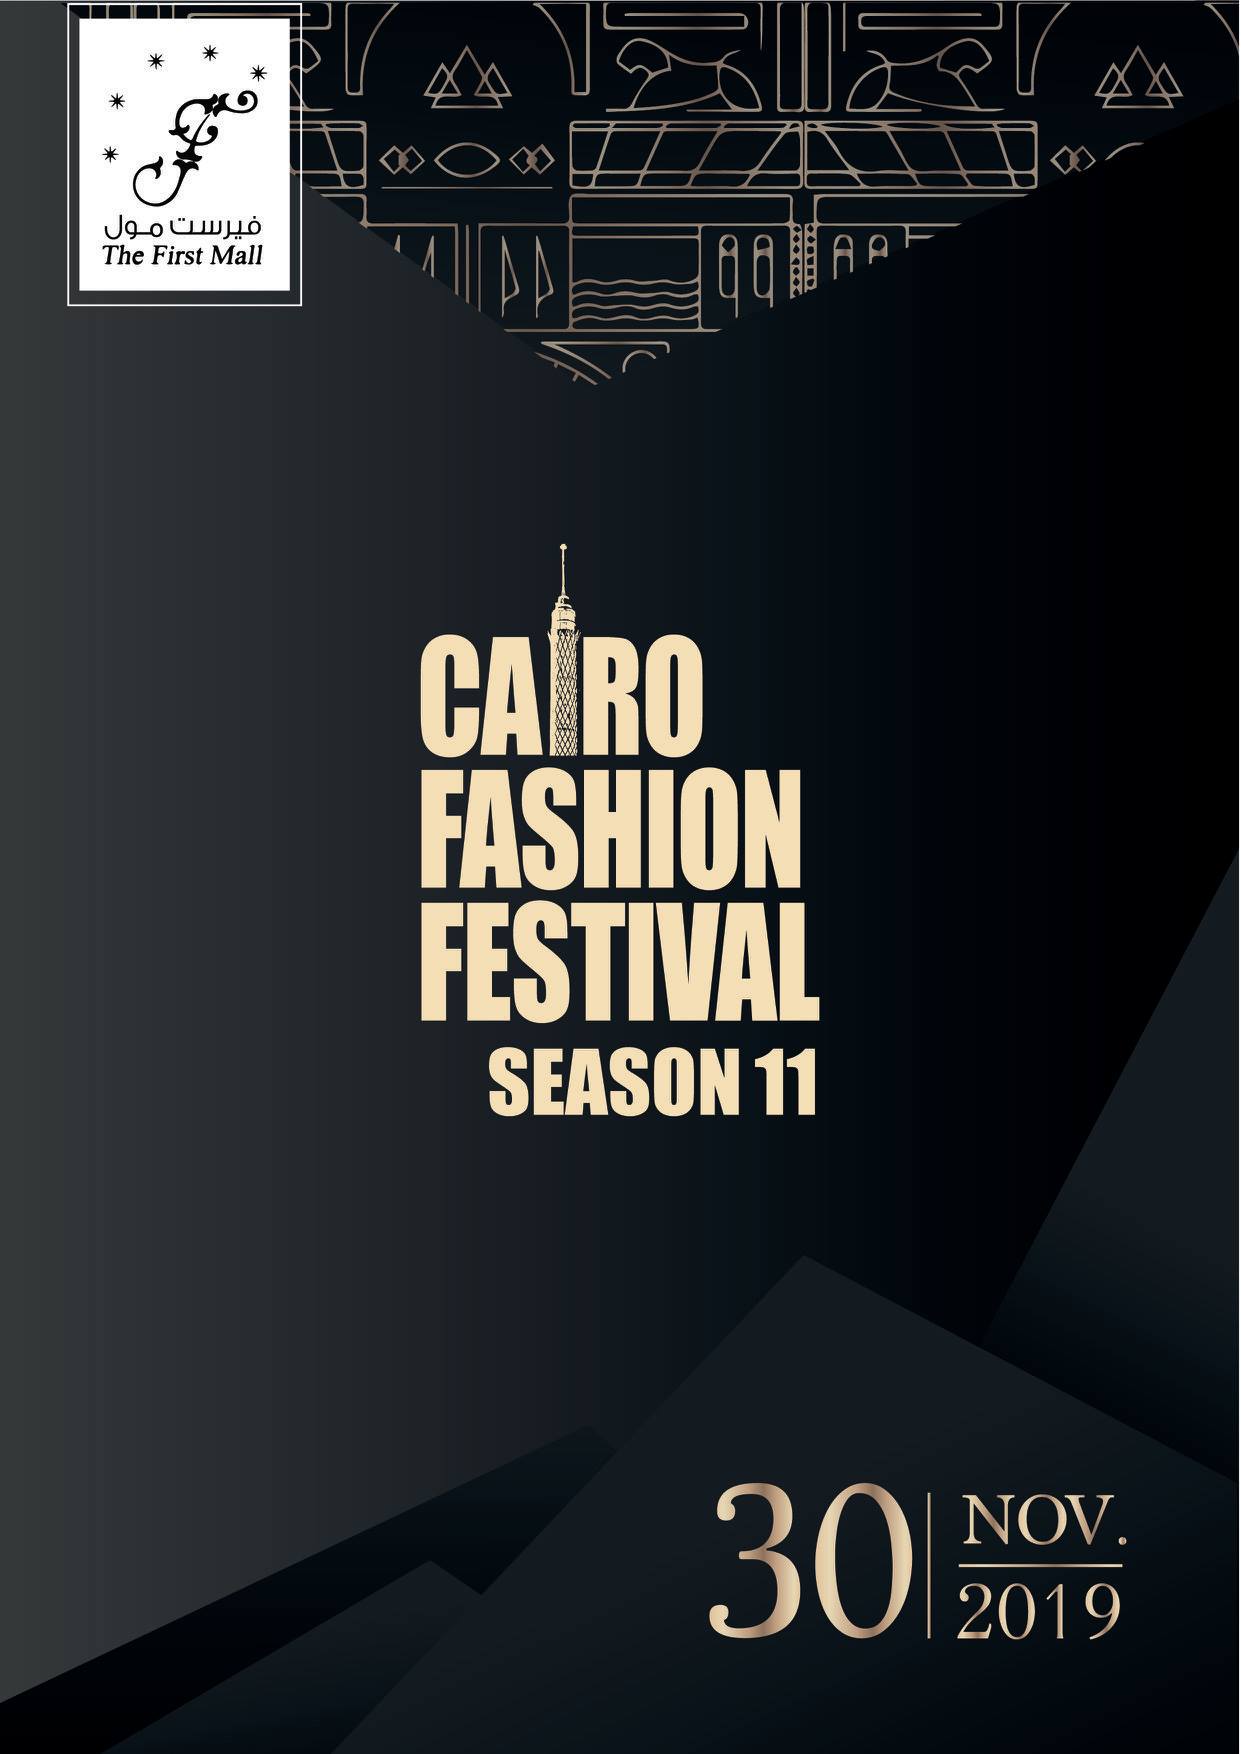 فيرست مول
The First Mall
CAIRO
FASHION
FESTIVAL
SEASON 11
30
NOV.
2019